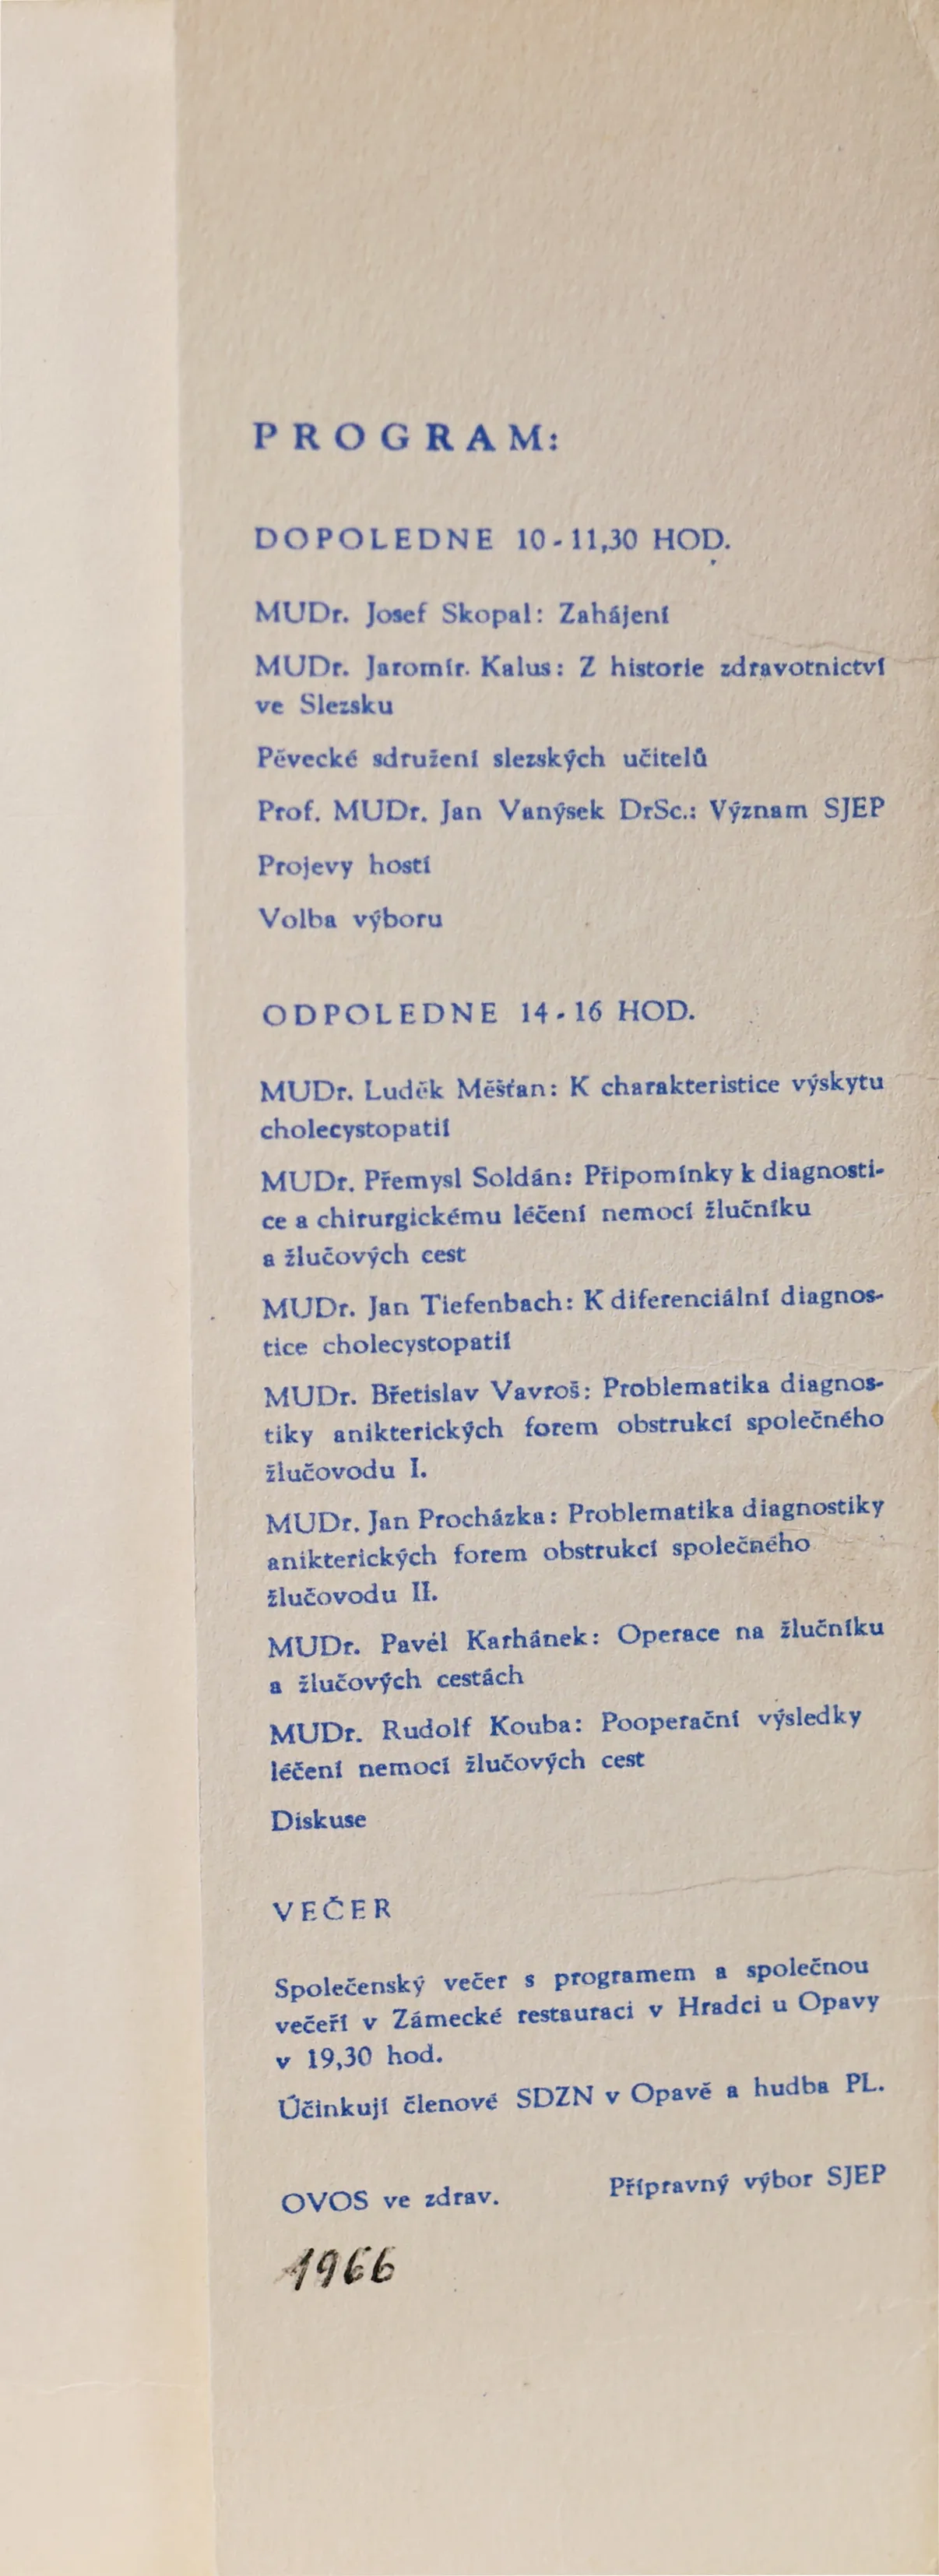 PROGRAM:
DOPOLEDNE 10-11,30 HOD.
MUDr. Josef Skopal: Zahájení
MUDr. Jaromír. Kalus: Z historie zdravotnictví
ve Slezsku
Pěvecké sdružení slezských učitelů
Prof. MUDr. Jan Vanýsek DrSc.: Význam SJEP
Projevy hostí
Volba výboru
ODPOLEDNE 14-16 HOD.
MUDr. Luděk Měšťan: K charakteristice výskytu
cholecystopatií
MUDr. Přemysl Soldán: Připomínky k diagnosti-
ce a chirurgickému léčení nemocí žlučníku
a žlučových cest
MUDr. Jan Tiefenbach: K diferenciální diagnos-
tice cholecystopatií
MUDr. Břetislav Vavroš: Problematika diagnos-
tiky anikterických forem obstrukcí společného
žlučovodu I.
MUDr. Jan Procházka: Problematika diagnostiky
anikterických forem obstrukcí společného
žlučovodu II.
MUDr. Pavél Karhánek: Operace na žlučníku
a žlučových cestách
MUDr. Rudolf Kouba: Pooperační výsledky
léčení nemocí žlučových cest
Diskuse
VEČER
Společenský večer s programem a společnou
večeří v Zámecké restauraci v Hradci u Opavy
v 19,30 hod.
Účinkují členové SDZN v Opavě a hudba PL.
OVOS ve zdrav. Přípravný výbor SJEP
1966